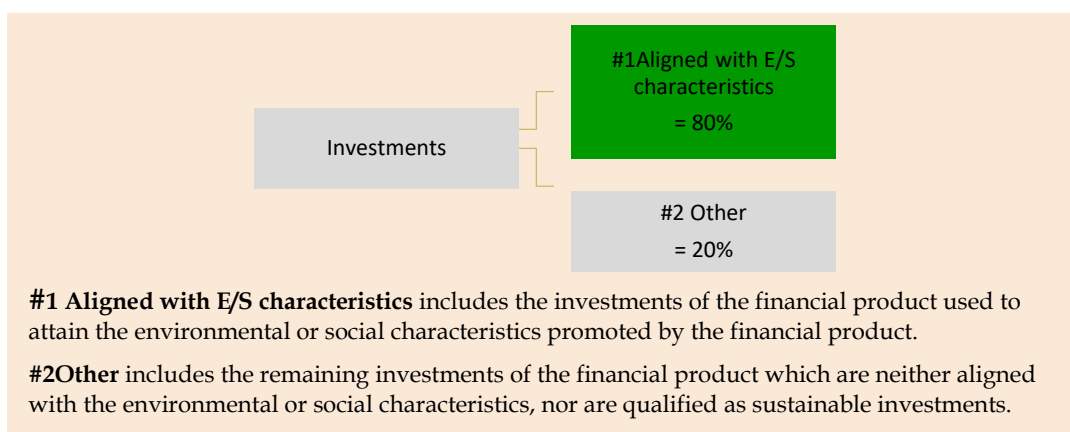 #1Aligned with E/S
characteristics
= 80%
Investments
#2 Other
= 20%
#1 Aligned with E/S characteristics includes the investments of the financial product used to
attain the environmental or social characteristics promoted by the financial product.
#2Other includes the remaining investments of the financial product which are neither aligned
with the environmental or social characteristics, nor are qualified as sustainable investments.